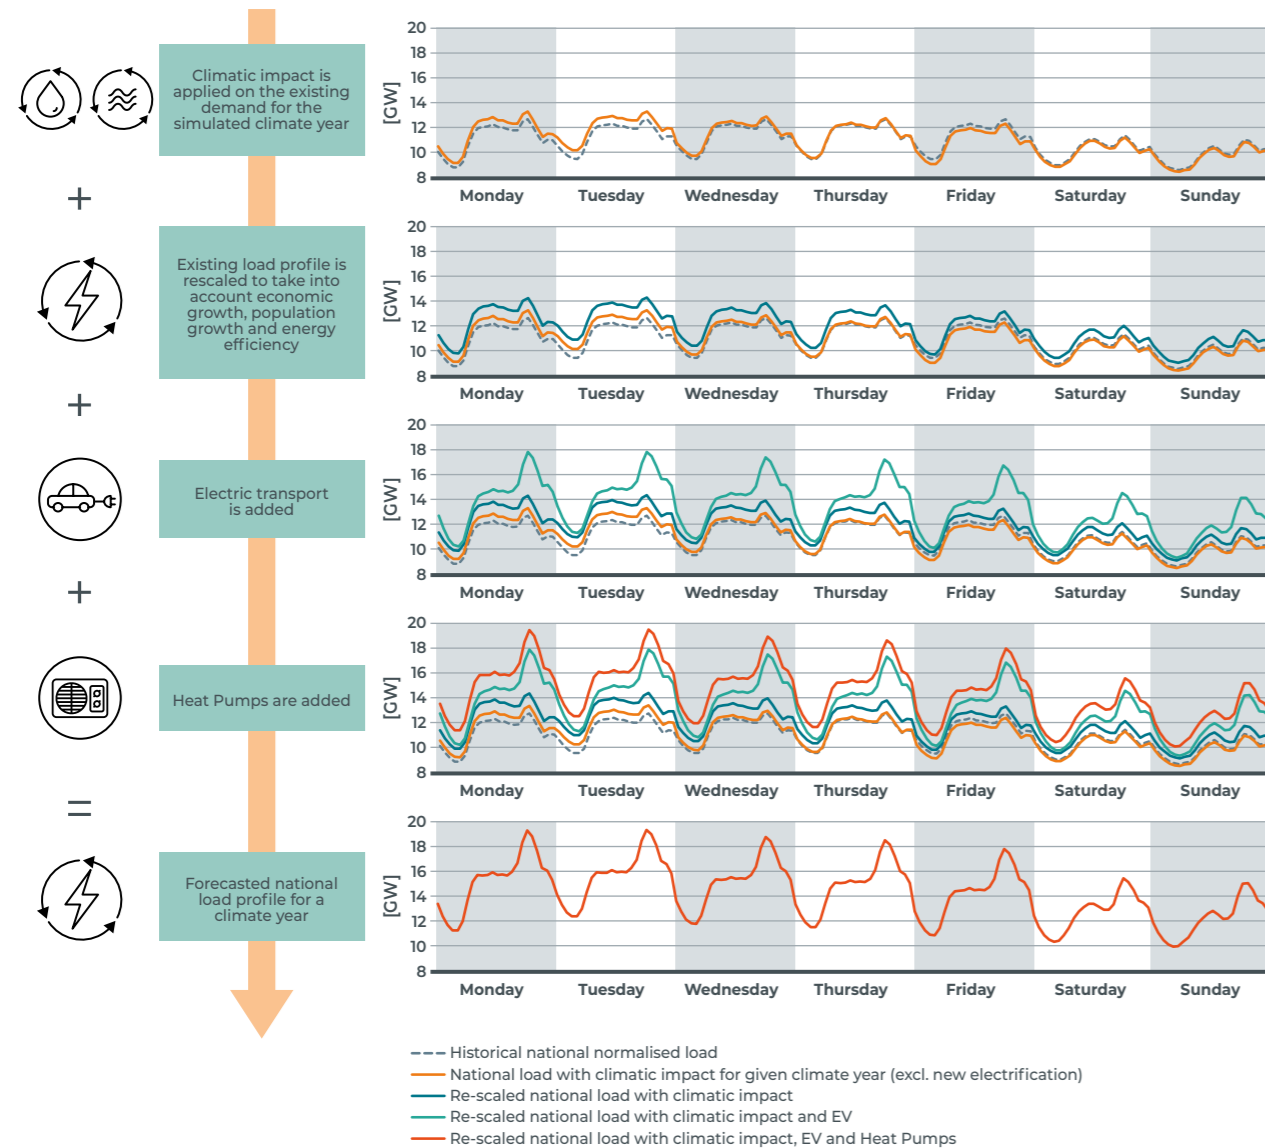 Climatic impact is
applied on the existing
demand for the
simulated climate year
+
Existing load profile is
rescaled to take into
account economic
growth, population
growth and energy
efficiency
+
Electric transport
is added
+
Heat Pumps are added
=
Forecasted national
load profile for a
climate year
[GW]
20
18
16
14
12
10
8
Monday Tuesday Wednesday Thursday Friday Saturday Sunday
[GW]
20
18
16
14
12
10
8
Monday Tuesday Wednesday Thursday Friday Saturday Sunday
[GW]
20
18
16
14
12
10
8
Monday Tuesday Wednesday Thursday Friday Saturday Sunday
[GW]
20
18
16
14
12
10
8
Monday Tuesday Wednesday Thursday Friday Saturday Sunday
[GW]
20
18
16
14
12
10
8
Monday Tuesday Wednesday Thursday Friday Saturday Sunday
Historical national normalised load
National load with climatic impact for given climate year (excl. new electrification)
Re-scaled national load with climatic impact
Re-scaled national load with climatic impact and EV
Re-scaled national load with climatic impact, EV and Heat Pumps